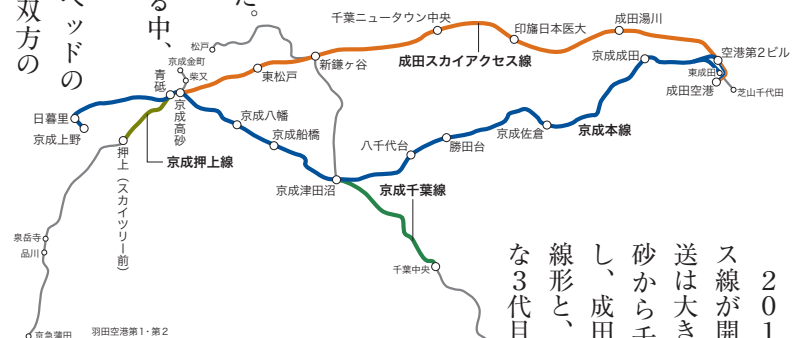 ２０１
ス線が開
送は大き
砂から千
し、成田
線形と、
な３代目
た。
る中、
ヘッドの
双方の
千葉ニュータウン中央
印旛日本医大
成田湯川
松戸
成田スカイアクセス線
京成成田
空港第2ビル
京成金町
新鎌ヶ谷
東成田
青砥
柴又
東松戸
成田空港
芝山千代田
日暮里
京成高砂
京成八幡
京成上野
京成船橋
八千代台
勝田台
京成佐倉
京成本線
押上（スカイツリー前）
京成押上線
京成津田沼
京成千葉線
泉岳寺
品川
千葉中央
京急蒲田
羽田空港第1・第2